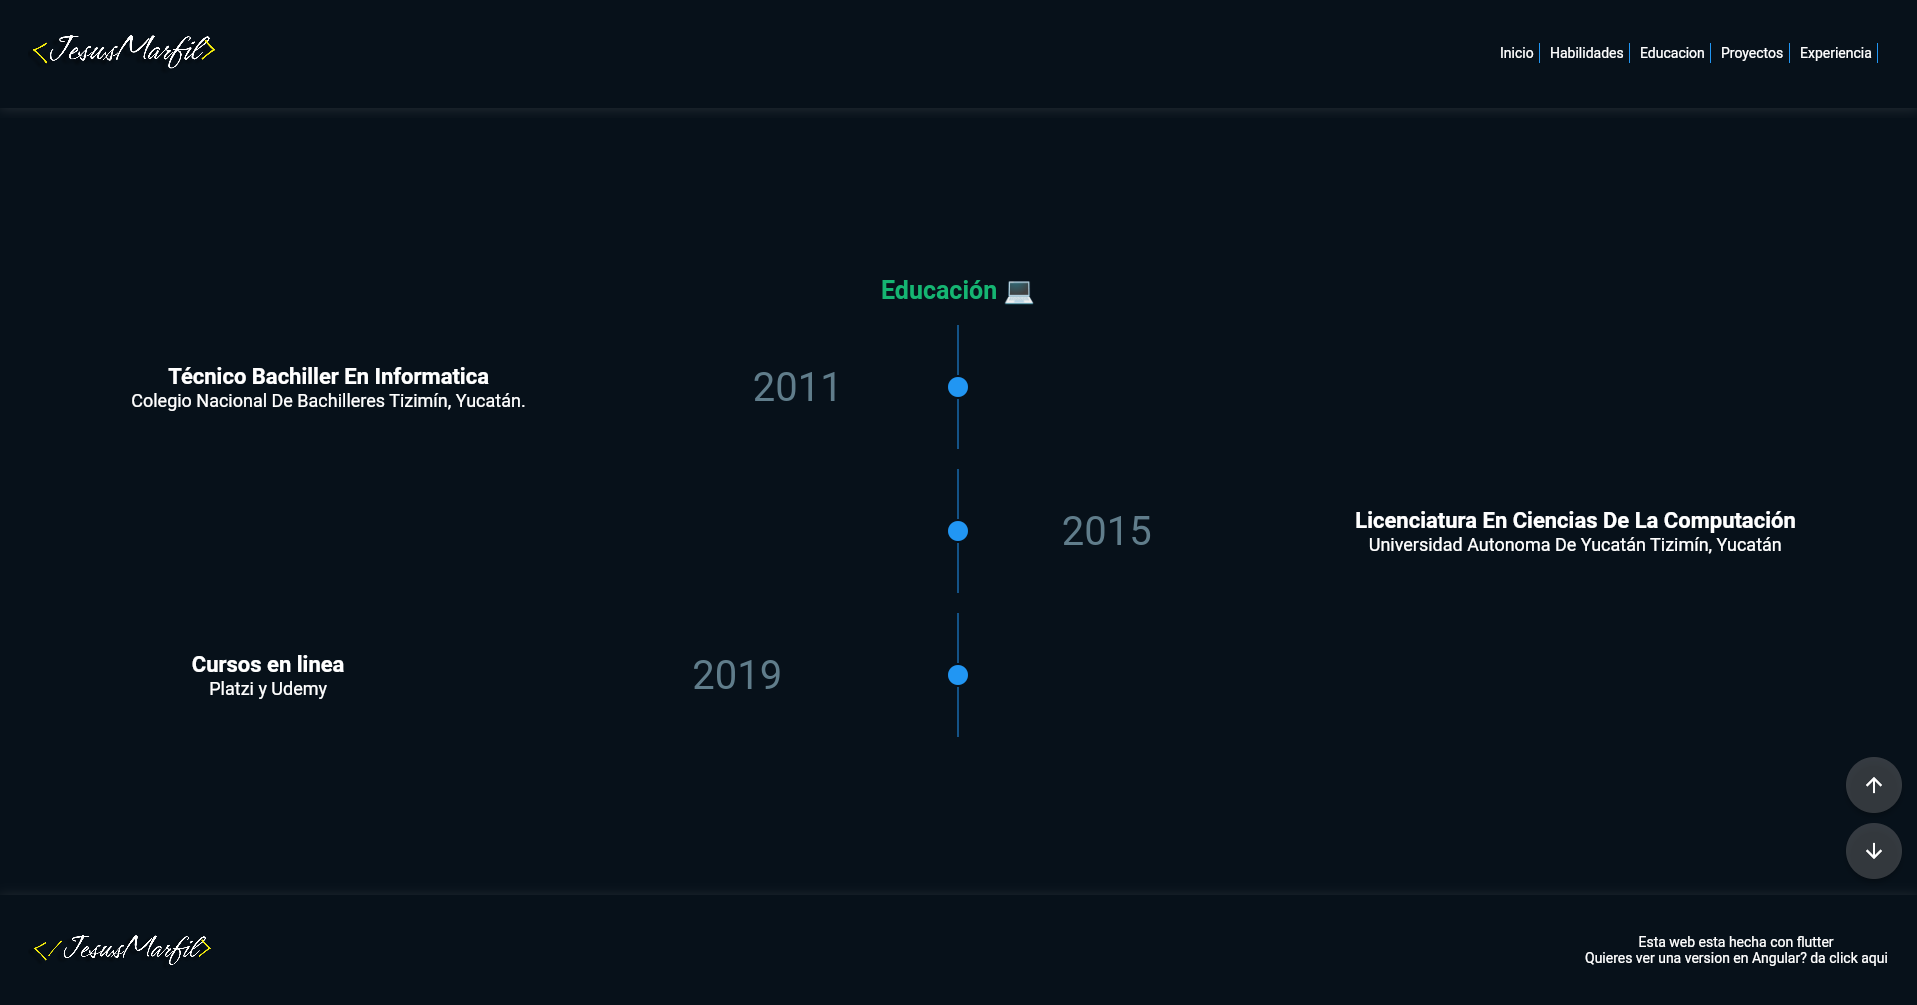 <JesusMarfil>
Inicio
Habilidades
Educacion
Proyectos
Experiencia
Educación 💻
Técnico Bachiller En Informatica
Colegio Nacional De Bachilleres Tizimín, Yucatán.
2011
2015
Licenciatura En Ciencias De La Computación
Universidad Autonoma De Yucatán Tizimín, Yucatán
Cursos en linea
Platzi y Udemy
2019
</JesusMarfil>
Esta web esta hecha con flutter
Quieres ver una version en Angular? da click aqui